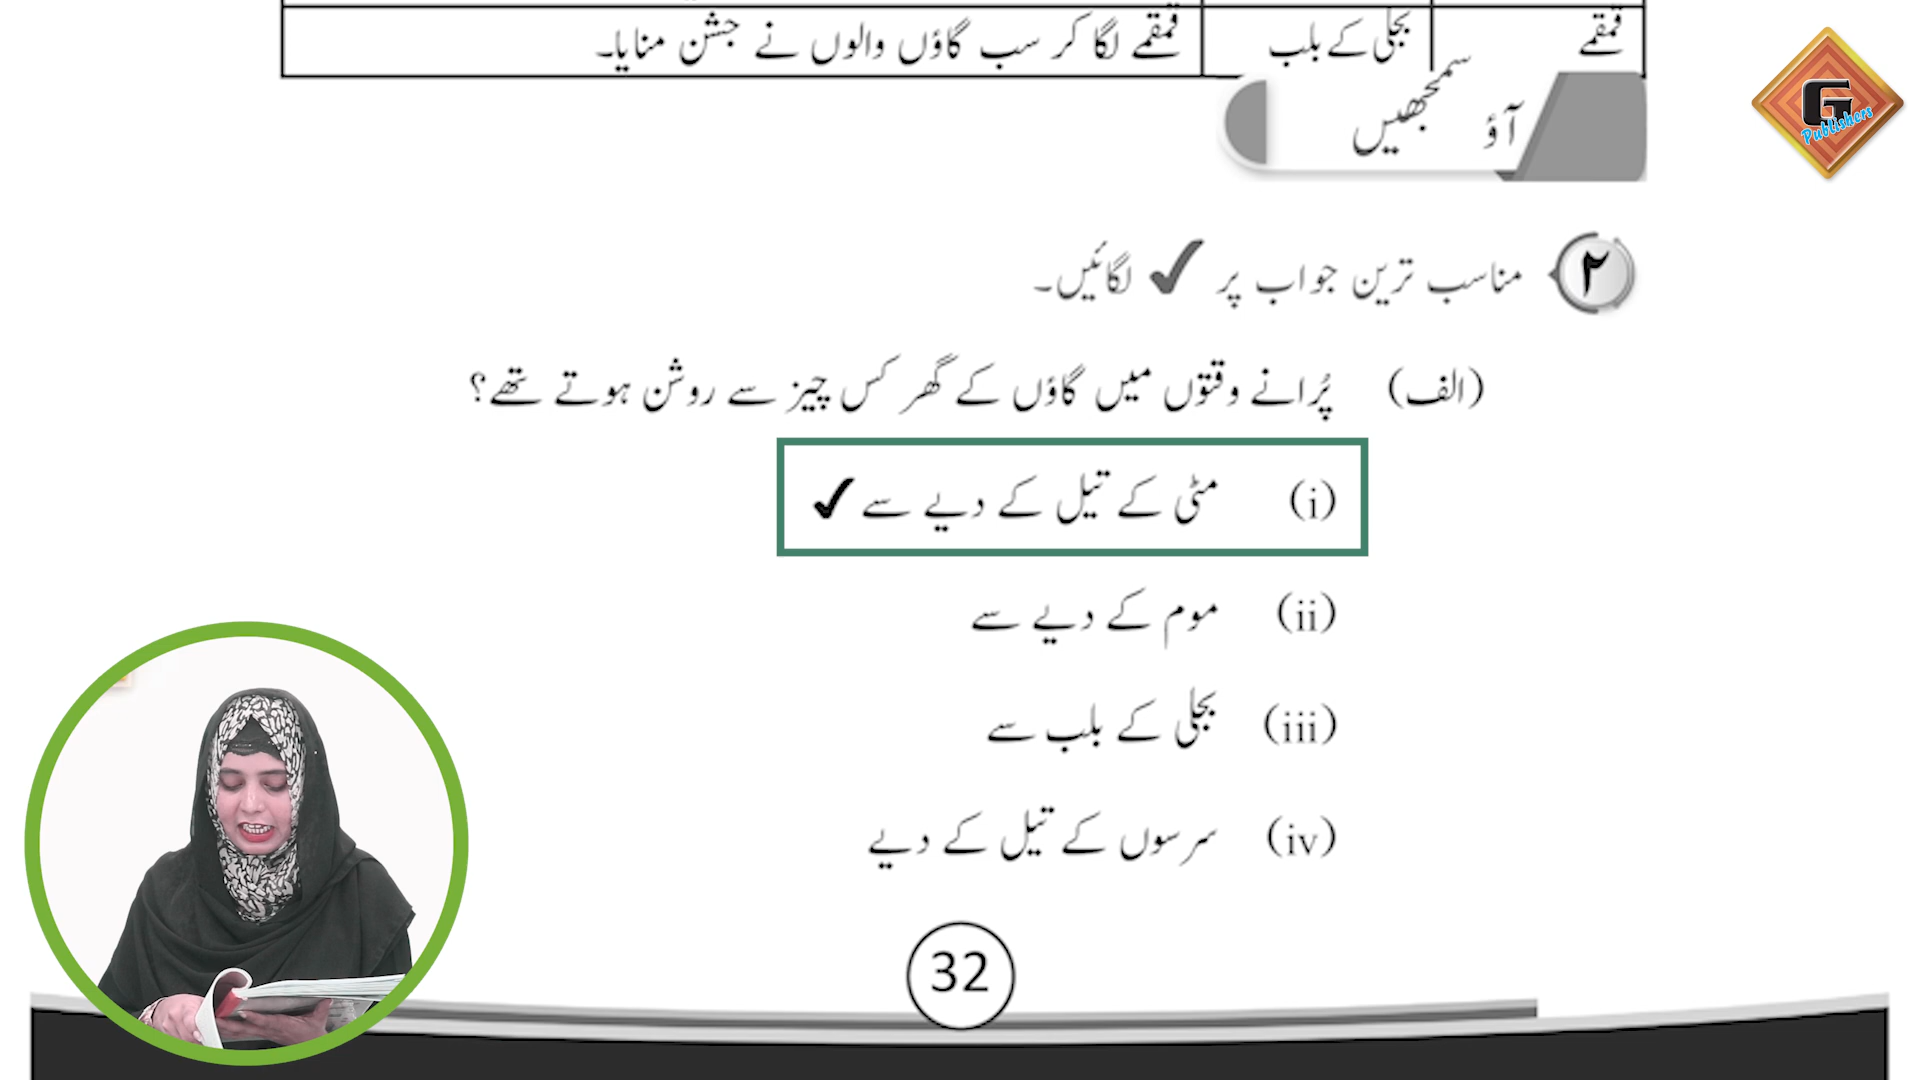 قمقمے بجلی کے بلب قمقمے لگا کر سب گاؤں والوں نے جشن منایا۔
G Publishers
آؤ سمجھیں
۲ مناسب ترین جواب پر ✔ لگائیں۔
(الف) پُرانے وقتوں میں گاؤں کے گھر کس چیز سے روشن ہوتے تھے؟
(i) مٹی کے تیل کے دیے سے ✔
(ii) موم کے دیے سے
(iii) بجلی کے بلب سے
(iv) سرسوں کے تیل کے دیے
32